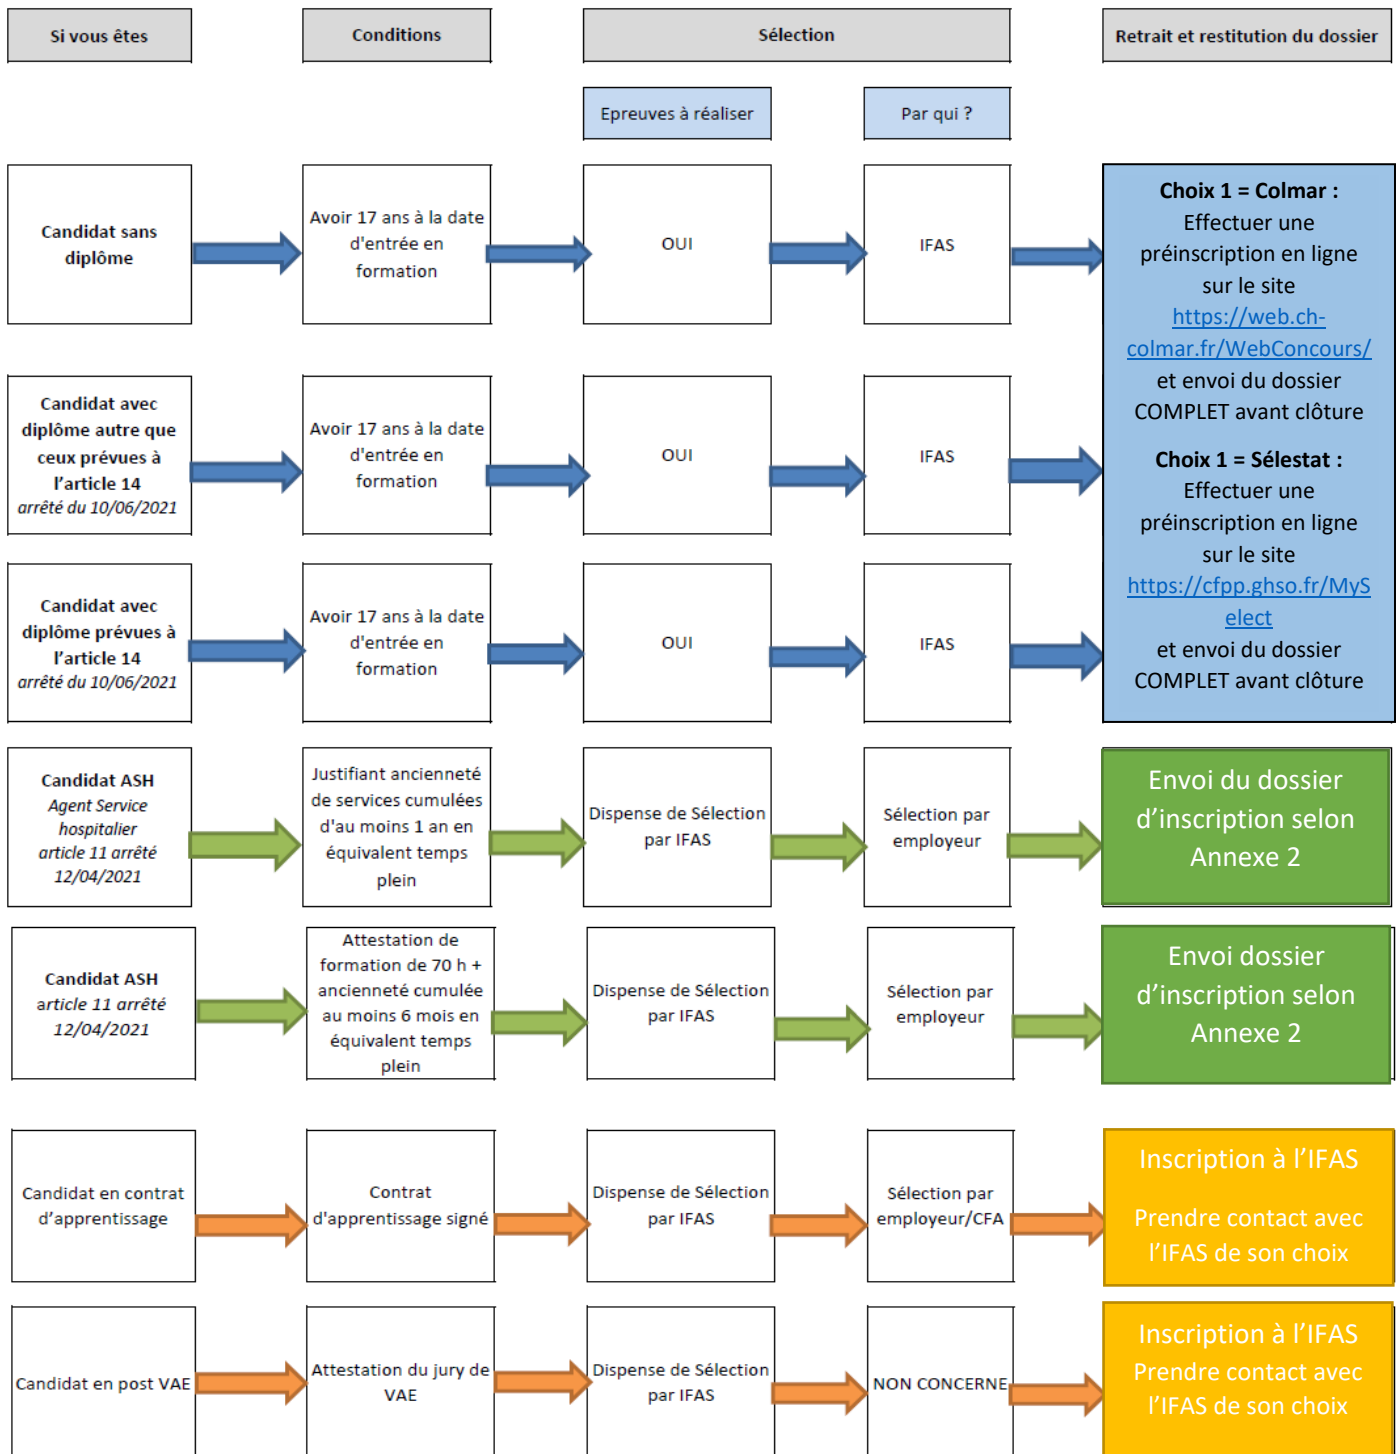 Si vous êtes
Conditions
Sélection
Retrait et restitution du dossier
Epreuves à réaliser
Par qui ?
Candidat sans
diplôme
Avoir 17 ans à la date
d'entrée en
formation
OUI
IFAS
Choix 1 = Colmar :
Effectuer une
préinscription en ligne
sur le site
https://web.ch-
colmar.fr/WebConcours/
et envoi du dossier
COMPLET avant clôture
Choix 1 = Sélestat :
Effectuer une
préinscription en ligne
sur le site
https://cfpp.ghso.fr/MyS
elect
et envoi du dossier
COMPLET avant clôture
Candidat avec
diplôme autre que
ceux prévues à
l'article 14
arrêté du 10/06/2021
Avoir 17 ans à la date
d'entrée en
formation
OUI
IFAS
Candidat avec
diplôme prévues à
l'article 14
arrêté du 10/06/2021
Avoir 17 ans à la date
d'entrée en
formation
OUI
IFAS
Candidat ASH
Agent Service
hospitalier
article 11 arrêté
12/04/2021
Justifiant ancienneté
de services cumulées
d'au moins 1 an en
équivalent temps
plein
Dispense de Sélection
par IFAS
Sélection par
employeur
Envoi du dossier
d'inscription selon
Annexe 2
Candidat ASH
article 11 arrêté
12/04/2021
Attestation de
formation de 70 h +
ancienneté cumulée
au moins 6 mois en
équivalent temps
plein
Dispense de Sélection
par IFAS
Sélection par
employeur
Envoi dossier
d'inscription selon
Annexe 2
Candidat en contrat
d'apprentissage
Contrat
d'apprentissage signé
Dispense de Sélection
par IFAS
Sélection par
employeur/CFA
Inscription à l'IFAS
Prendre contact avec
l'IFAS de son choix
Candidat en post VAE
Attestation du jury de
VAE
Dispense de Sélection
par IFAS
NON CONCERNE
Inscription à l'IFAS
Prendre contact avec
l'IFAS de son choix